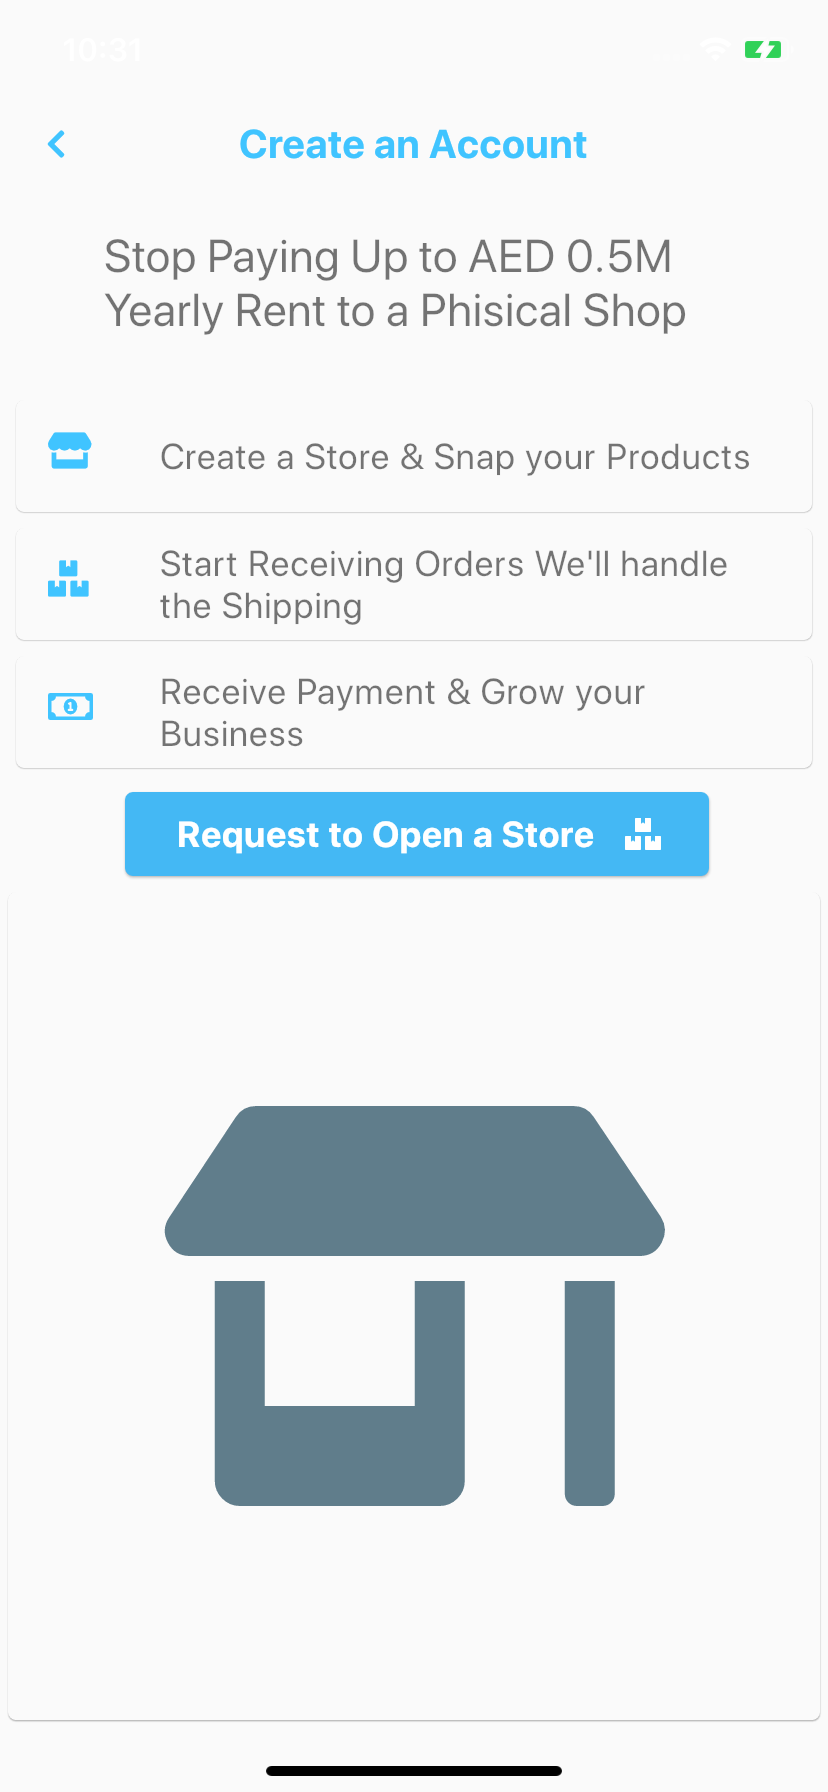 10:31
Create an Account
Stop Paying Up to AED 0.5M
Yearly Rent to a Phisical Shop
Create a Store & Snap your Products
Start Receiving Orders We'll handle
the Shipping
Receive Payment & Grow your
Business
Request to Open a Store